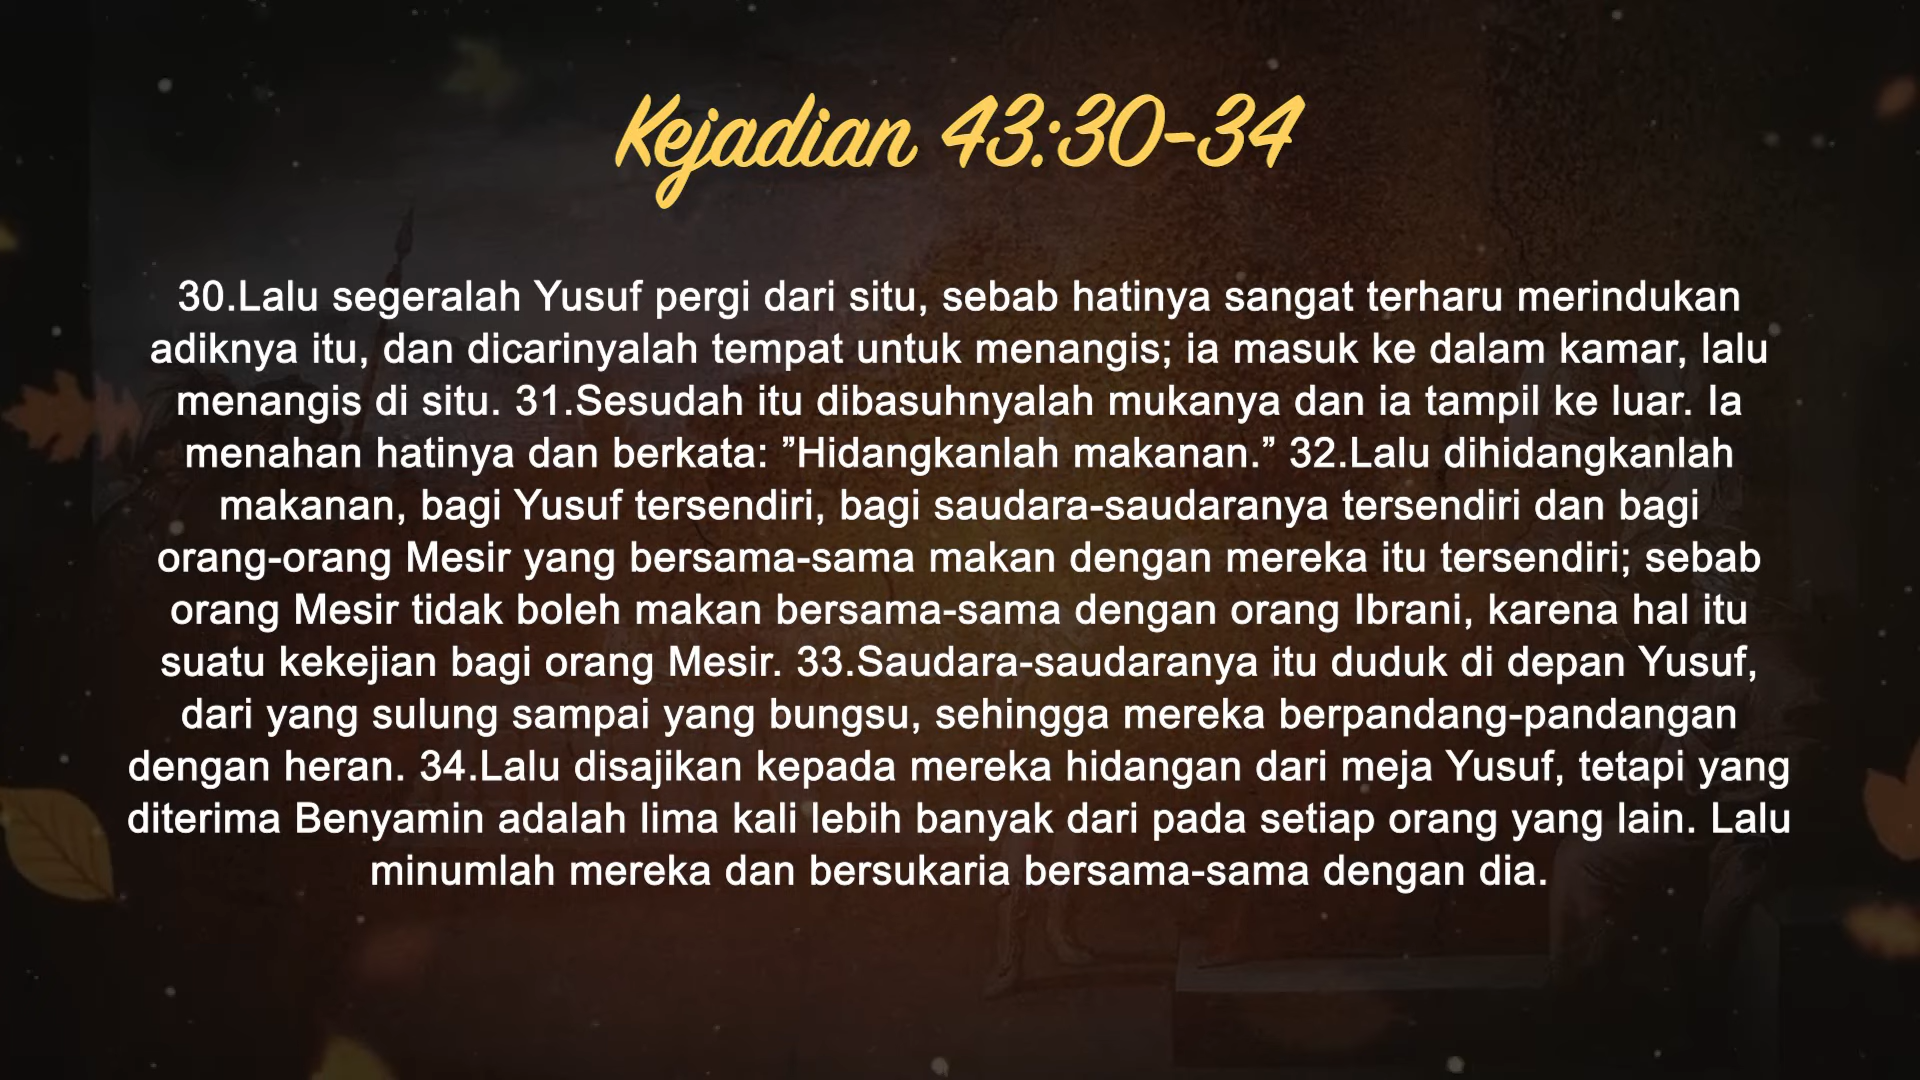 Kejadian 43:30-34
30.Lalu segeralah Yusuf pergi dari situ, sebab hatinya sangat terharu merindukan
adiknya itu, dan dicarinyalah tempat untuk menangis; ia masuk ke dalam kamar, lalu
menangis di situ. 31.Sesudah itu dibasuhnyalah mukanya dan ia tampil ke luar. Ia
menahan hatinya dan berkata: ”Hidangkanlah makanan.” 32.Lalu dihidangkanlah
makanan, bagi Yusuf tersendiri, bagi saudara-saudaranya tersendiri dan bagi
orang-orang Mesir yang bersama-sama makan dengan mereka itu tersendiri; sebab
orang Mesir tidak boleh makan bersama-sama dengan orang Ibrani, karena hal itu
suatu kekejian bagi orang Mesir. 33.Saudara-saudaranya itu duduk di depan Yusuf,
dari yang sulung sampai yang bungsu, sehingga mereka berpandang-pandangan
dengan heran. 34.Lalu disajikan kepada mereka hidangan dari meja Yusuf, tetapi yang
diterima Benyamin adalah lima kali lebih banyak dari pada setiap orang yang lain. Lalu
minumlah mereka dan bersukaria bersama-sama dengan dia.